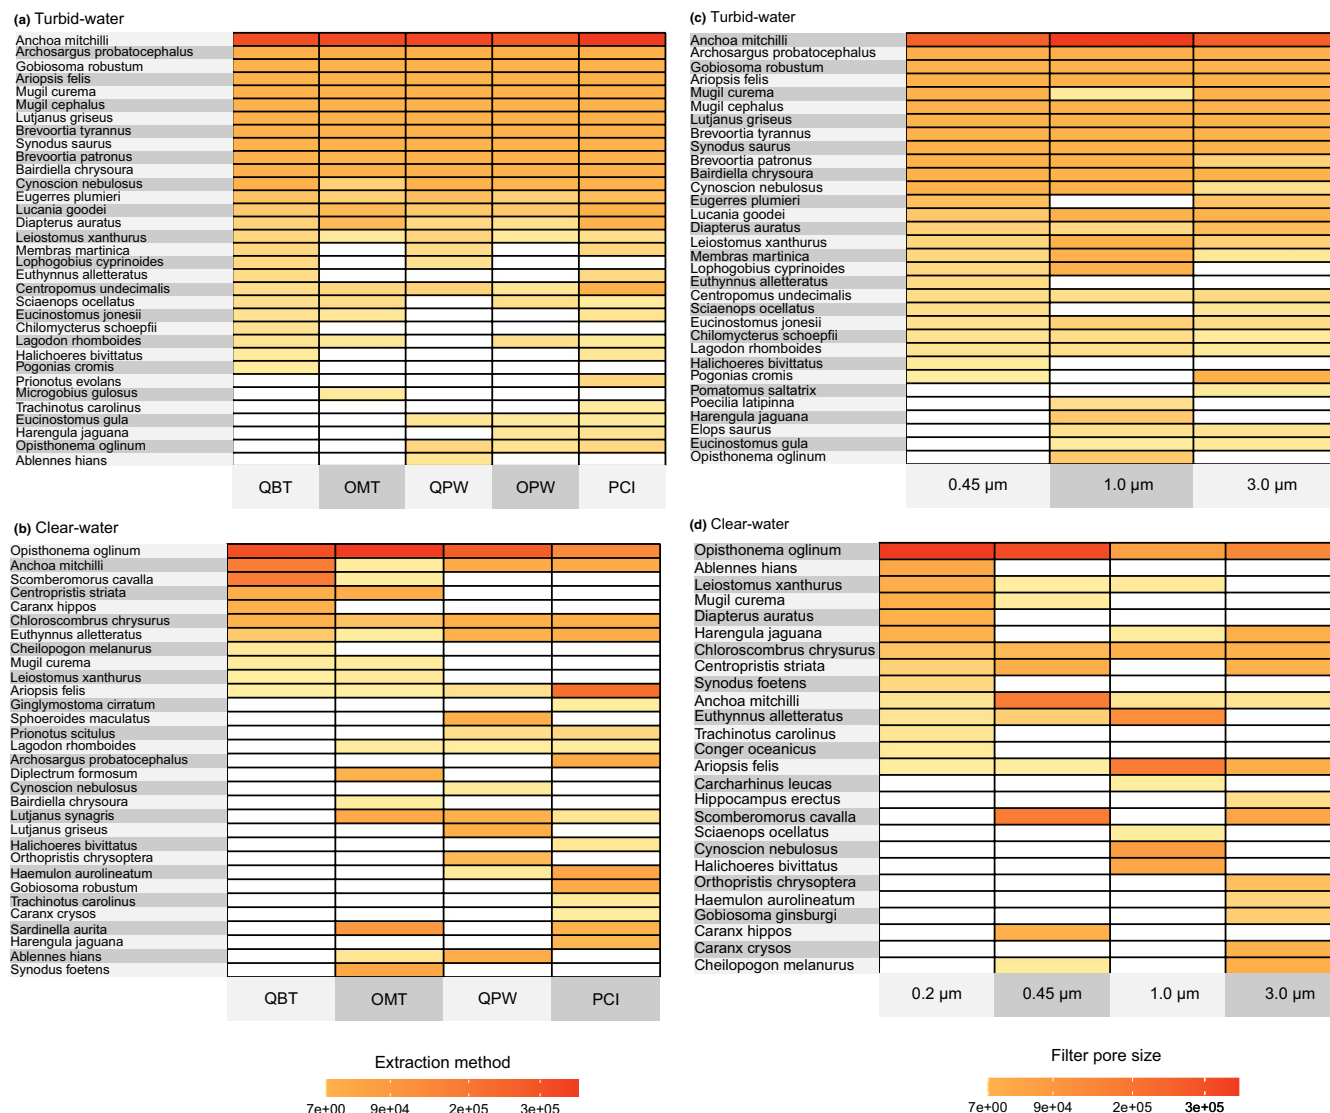 (a) Turbid-water
Anchoa mitchilli
Archosargus probatocephalus
Gobiosoma robustum
Ariopsis felis
Mugil curema
Mugil cephalus
Lutjanus griseus
Brevoortia tyrannus
Synodus saurus
Brevoortia patronus
Bairdiella chrysoura
Cynoscion nebulosus
Eugerres plumieri
Lucania goodei
Diapterus auratus
Leiostomus xanthurus
Membras martinica
Lophogobius cyprinoides
Euthynnus alletteratus
Centropomus undecimalis
Sciaenops ocellatus
Eucinostomus jonesii
Chilomycterus schoepfii
Lagodon rhomboides
Halichoeres bivittatus
Pogonias cromis
Prionotus evolans
Microgobius gulosus
Trachinotus carolinus
Eucinostomus gula
Harengula jaguana
Opisthonema oglinum
Ablennes hians
QBT OMT QPW OPW PCI
(b) Clear-water
Opisthonema oglinum
Anchoa mitchilli
Scomberomorus cavalla
Centropristis striata
Caranx hippos
Chloroscombrus chrysurus
Euthynnus alletteratus
Cheilopogon melanurus
Mugil curema
Leiostomus xanthurus
Ariopsis felis
Ginglymostoma cirratum
Sphoeroides maculatus
Prionotus scitulus
Lagodon rhomboides
Archosargus probatocephalus
Diplectrum formosum
Cynoscion nebulosus
Bairdiella chrysoura
Lutjanus synagris
Lutjanus griseus
Halichoeres bivittatus
Orthopristis chrysoptera
Haemulon aurolineatum
Gobiosoma robustum
Trachinotus carolinus
Caranx crysos
Sardinella aurita
Harengula jaguana
Ablennes hians
Synodus foetens
QBT OMT QPW PCI
Extraction method
7e+00 9e+04 2e+05 3e+05
(c) Turbid-water
Anchoa mitchilli
Archosargus probatocephalus
Gobiosoma robustum
Ariopsis felis
Mugil curema
Mugil cephalus
Lutjanus griseus
Brevoortia tyrannus
Synodus saurus
Brevoortia patronus
Bairdiella chrysoura
Cynoscion nebulosus
Eugerres plumieri
Lucania goodei
Diapterus auratus
Leiostomus xanthurus
Membras martinica
Lophogobius cyprinoides
Euthynnus alletteratus
Centropomus undecimalis
Sciaenops ocellatus
Eucinostomus jonesii
Chilomycterus schoepfii
Lagodon rhomboides
Halichoeres bivittatus
Pogonias cromis
Pomatomus saltatrix
Poecilia latipinna
Harengula jaguana
Elops saurus
Eucinostomus gula
Opisthonema oglinum
0.45 µm 1.0 µm 3.0 µm
(d) Clear-water
Opisthonema oglinum
Ablennes hians
Leiostomus xanthurus
Mugil curema
Diapterus auratus
Harengula jaguana
Chloroscombrus chrysurus
Centropristis striata
Synodus foetens
Anchoa mitchilli
Euthynnus alletteratus
Trachinotus carolinus
Conger oceanicus
Ariopsis felis
Carcharhinus leucas
Hippocampus erectus
Scomberomorus cavalla
Sciaenops ocellatus
Cynoscion nebulosus
Halichoeres bivittatus
Orthopristis chrysoptera
Haemulon aurolineatum
Gobiosoma ginsburgi
Caranx hippos
Caranx crysos
Cheilopogon melanurus
0.2 µm 0.45 µm 1.0 µm 3.0 µm
Filter pore size
7e+00 9e+04 2e+05 3e+05